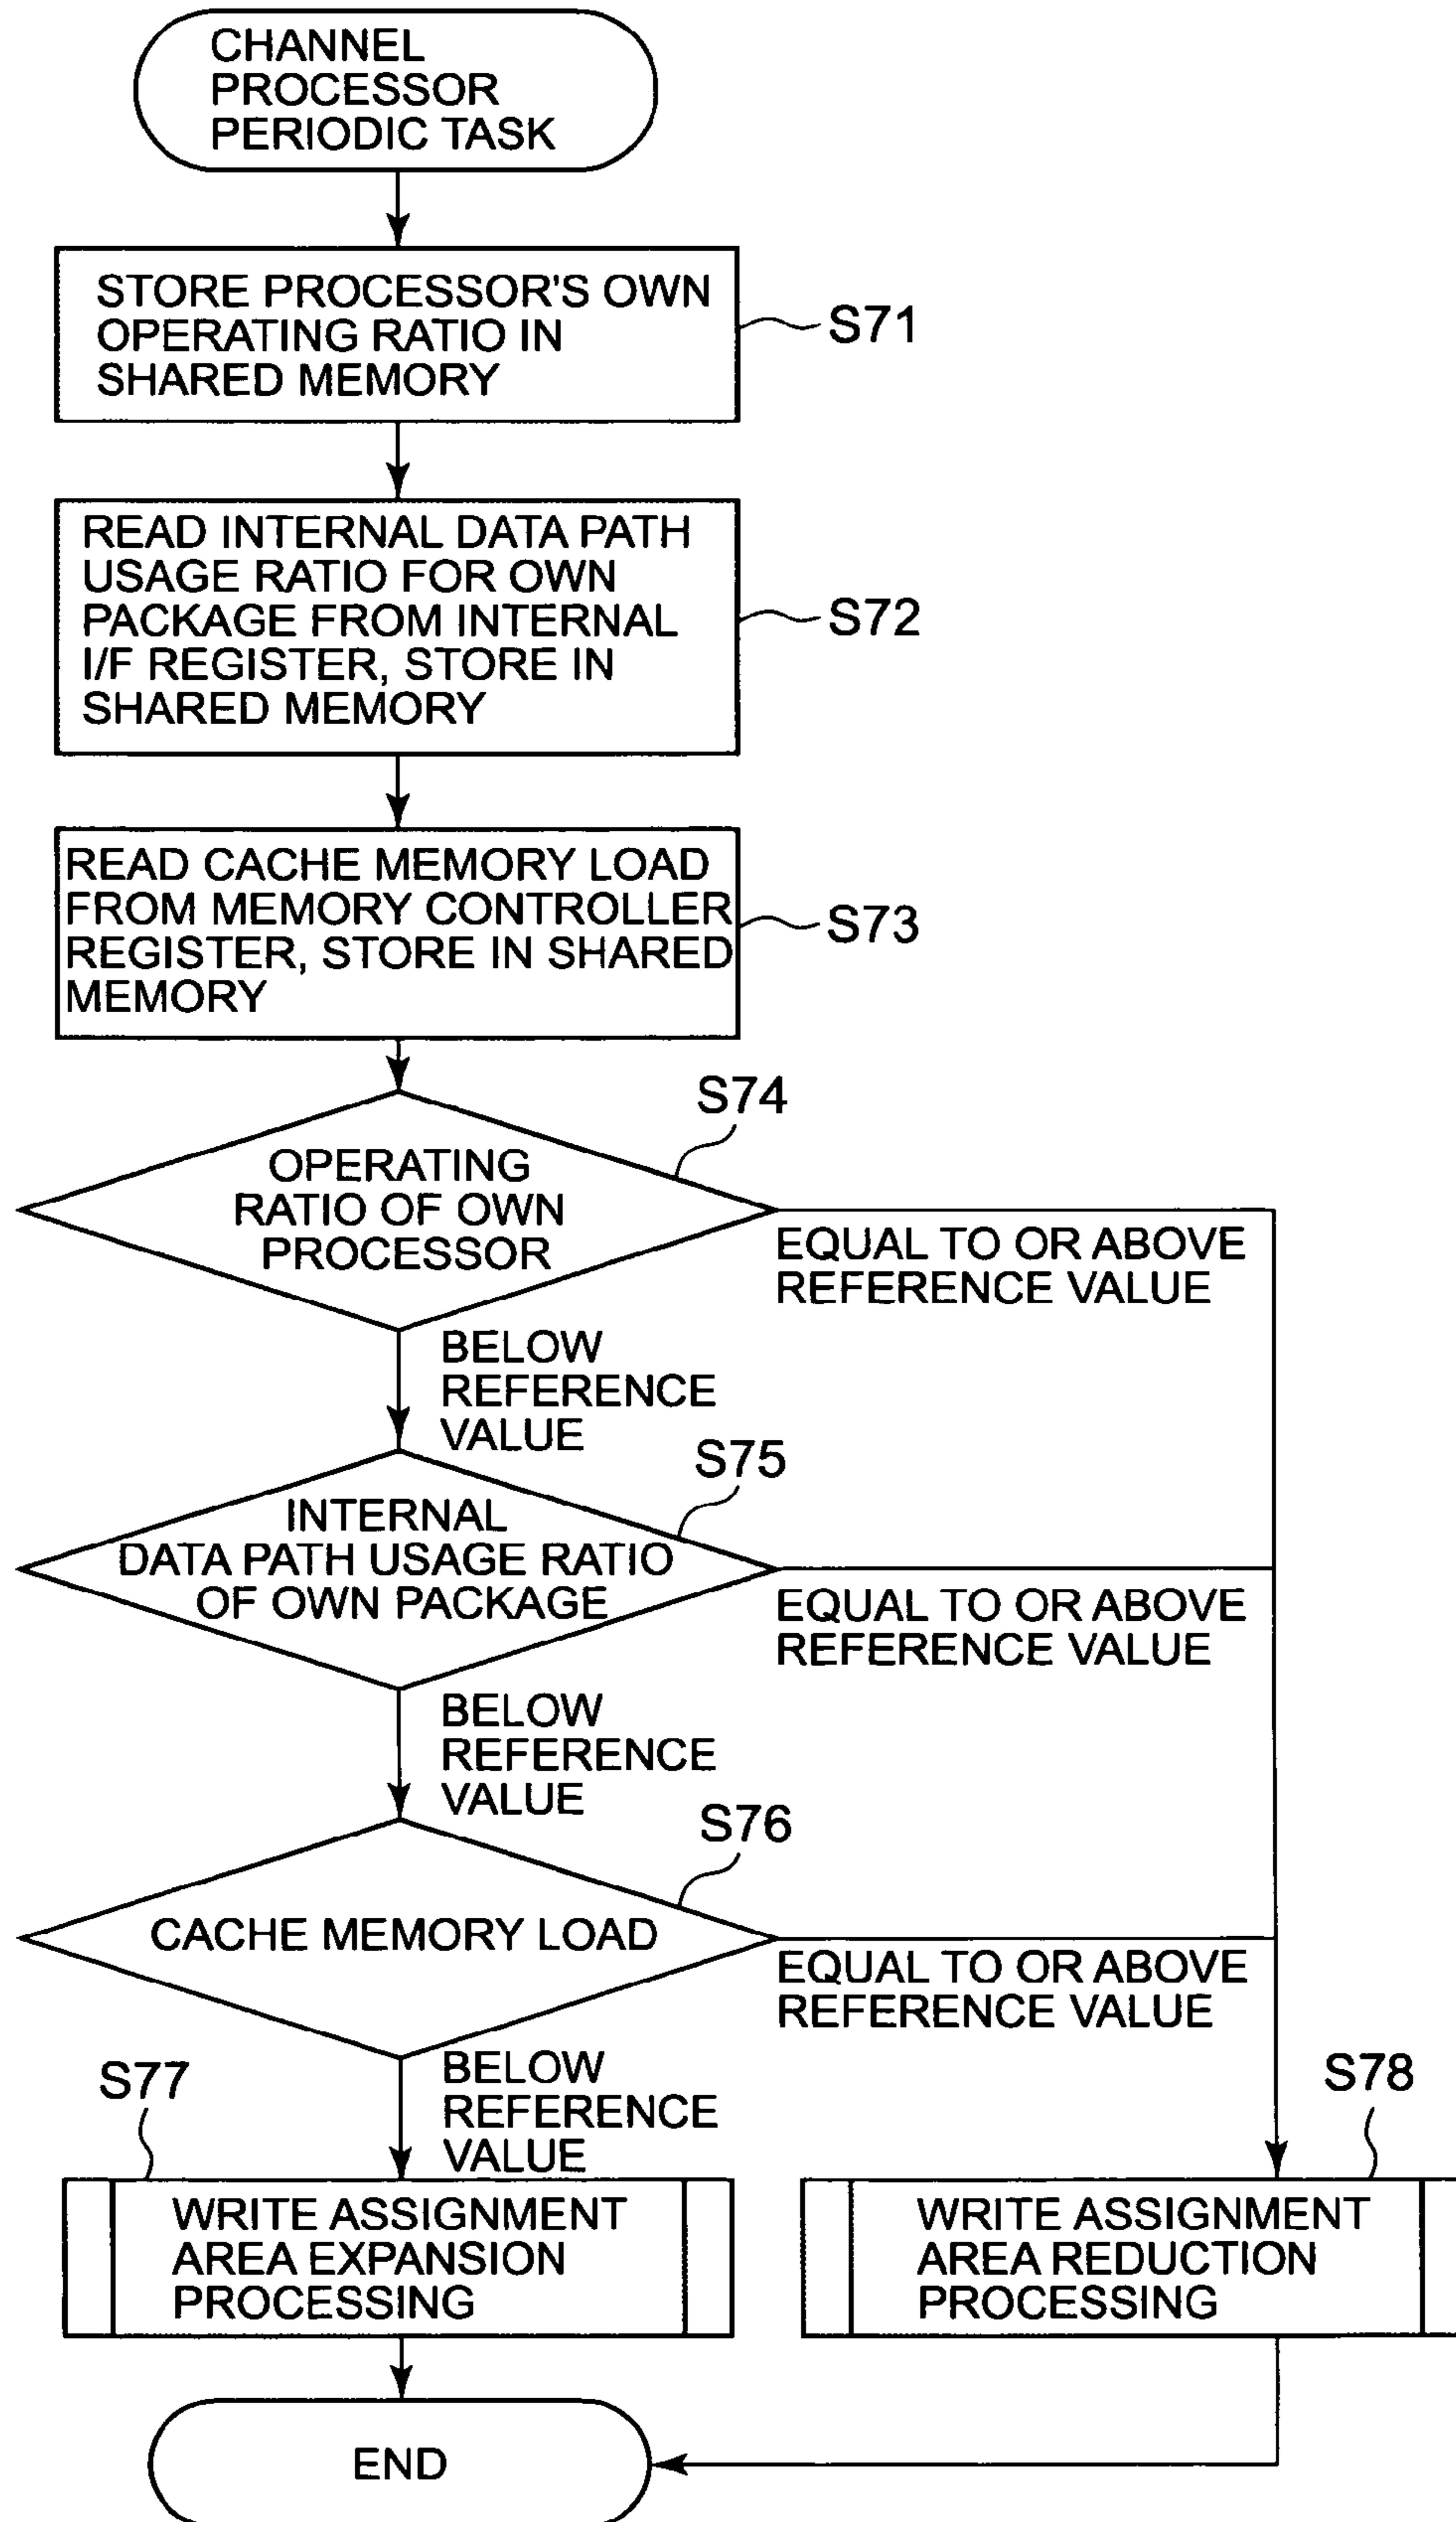 CHANNEL
PROCESSOR
PERIODIC TASK
STORE PROCESSOR'S OWN
OPERATING RATIO IN
SHARED MEMORY
S71
READ INTERNAL DATA PATH
USAGE RATIO FOR OWN
PACKAGE FROM INTERNAL
I/F REGISTER, STORE IN
SHARED MEMORY
S72
READ CACHE MEMORY LOAD
FROM MEMORY CONTROLLER
REGISTER, STORE IN SHARED
MEMORY
S73
S74
OPERATING
RATIO OF OWN
PROCESSOR
EQUAL TO OR ABOVE
REFERENCE VALUE
BELOW
REFERENCE
VALUE
S75
INTERNAL
DATA PATH USAGE RATIO
OF OWN PACKAGE
EQUAL TO OR ABOVE
REFERENCE VALUE
BELOW
REFERENCE
VALUE
S76
CACHE MEMORY LOAD
EQUAL TO OR ABOVE
REFERENCE VALUE
BELOW
REFERENCE
VALUE
S77
WRITE ASSIGNMENT
AREA EXPANSION
PROCESSING
S78
WRITE ASSIGNMENT
AREA REDUCTION
PROCESSING
END